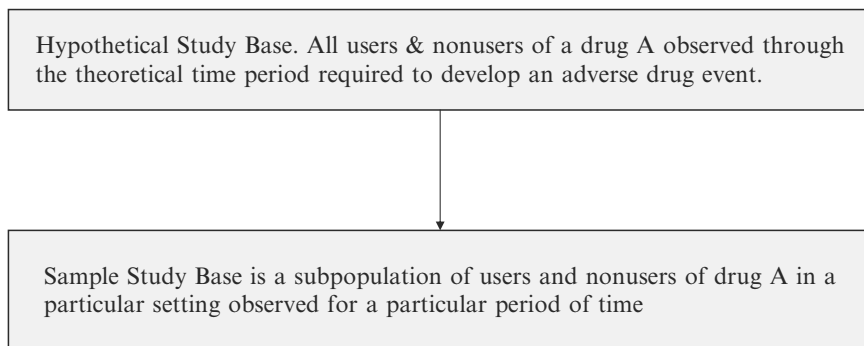 Hypothetical Study Base. All users & nonusers of a drug A observed through
the theoretical time period required to develop an adverse drug event.
Sample Study Base is a subpopulation of users and nonusers of drug A in a
particular setting observed for a particular period of time